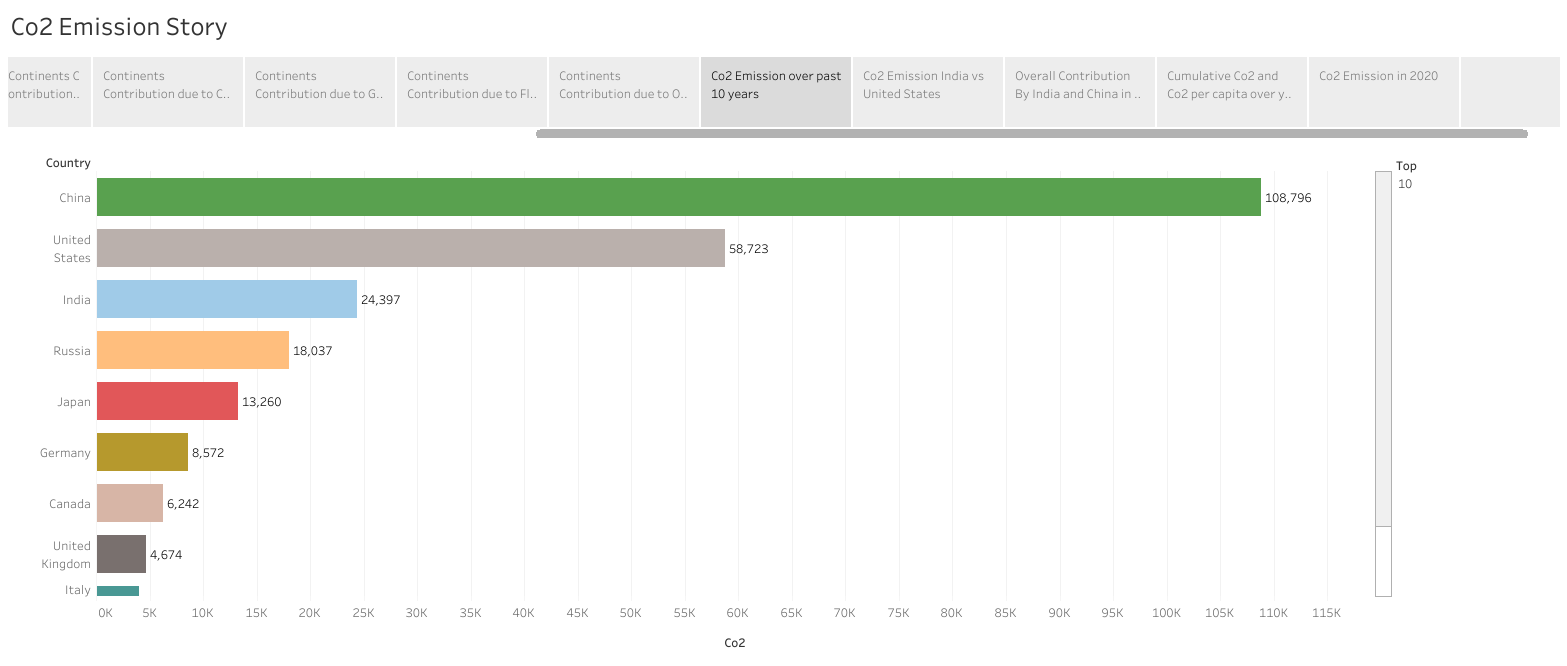 Co2 Emission Story
Continents C
ontribution..
Continents
Contribution due to C..
Continents
Contribution due to G..
Continents
Contribution due to Fl..
Continents
Contribution due to O..
Co2 Emission over past
10 years
Co2 Emission India vs
United States
Overall Contribution
By India and China in ..
Cumulative Co2 and
Co2 per capita over y..
Co2 Emission in 2020
Country
Top
10
China
108,796
United
States
58,723
India
24,397
Russia
18,037
Japan
13,260
Germany
8,572
Canada
6,242
United
Kingdom
4,674
Italy
0K 5K 10K 15K 20K 25K 30K 35K 40K 45K 50K 55K 60K 65K 70K 75K 80K 85K 90K 95K 100K 105K 110K 115K
Co2